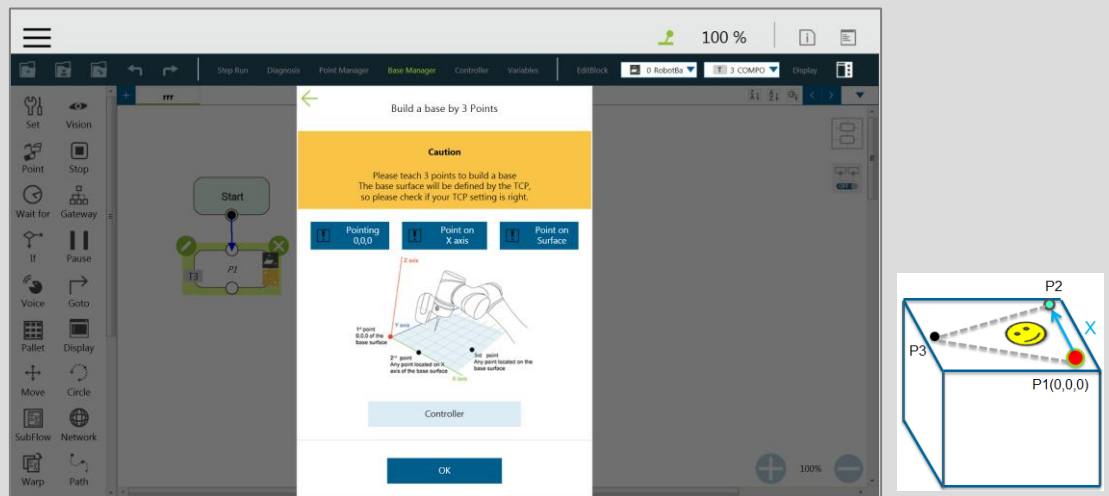 100 %
Step Run
Diagnosis
Point Manager
Base Manager
Controller
Variables
EditBlock
0 RobotBa
T 3 COMPO
Display
+
rrr
Set
Vision
Point
Stop
Wait for
Gateway
If
Pause
Voice
Goto
Pallet
Display
Move
Circle
SubFlow
Network
Warp
Path
Start
T3
P1
Build a base by 3 Points
Caution
Please teach 3 points to build a base
The base surface will be defined by the TCP,
so please check if your TCP setting is right.
Pointing
0,0,0
Point on
X axis
Point on
Surface
Z axis
Y axis
1st point
0,0,0 of the
base surface
point
Any point located on X
axis of the base surface
point
Any point located on the
base surface
X axis
Controller
OK
OFF
100%
P2
X
P3
P1(0,0,0)